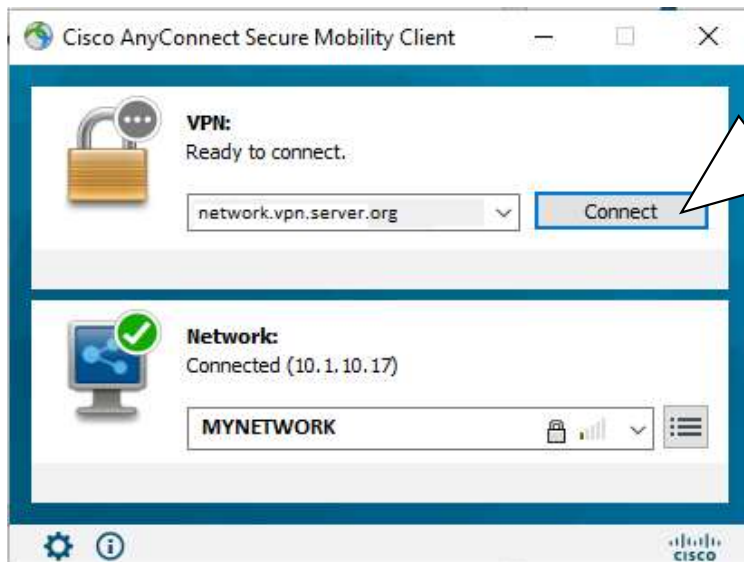 Cisco AnyConnect Secure Mobility Client
VPN:
Ready to connect.
network.vpn.server.org
Connect
Network:
Connected (10.1.10.17)
MYNETWORK
CISCO